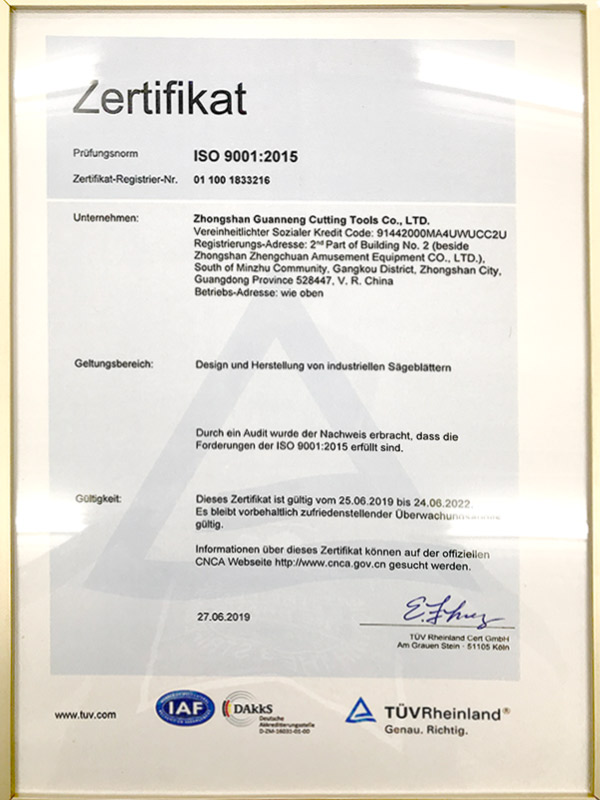 Zertifikat
Prüfungsnorm ISO 9001:2015
Zertifikat-Registrier-Nr. 01 100 1833216
Unternehmen: Zhongshan Guanneng Cutting Tools Co., LTD.
Vereinheitlichter Sozialer Kredit Code: 91442000MA4UWUCC2U
Registrierungs-Adresse: 2nd Part of Building No. 2 (beside
Zhongshan Zhengchuan Amusement Equipment CO., LTD.),
South of Minzhu Community, Gangkou District, Zhongshan City,
Guangdong Province 528447, V. R. China
Betriebs-Adresse: wie oben
Geltungsbereich: Design und Herstellung von industriellen Sägeblättern
Durch ein Audit wurde der Nachweis erbracht, dass die
Forderungen der ISO 9001:2015 erfüllt sind.
Gültigkeit: Dieses Zertifikat ist gültig vom 25.06.2019 bis 24.06.2022.
Es bleibt vorbehaltlich zufriedenstellender Überwachungsaudits
gültig.
Informationen über dieses Zertifikat können auf der offiziellen
CNCA Webseite http://www.cnca.gov.cn gesucht werden.
27.06.2019
TÜV Rheinland Cert GmbH
Am Grauen Stein · 51105 Köln
www.tuv.com
IAF
DAkkS
Deutsche
Akkreditierungsstelle
D-ZM-16031-01-00
TÜVRheinland®
Genau. Richtig.